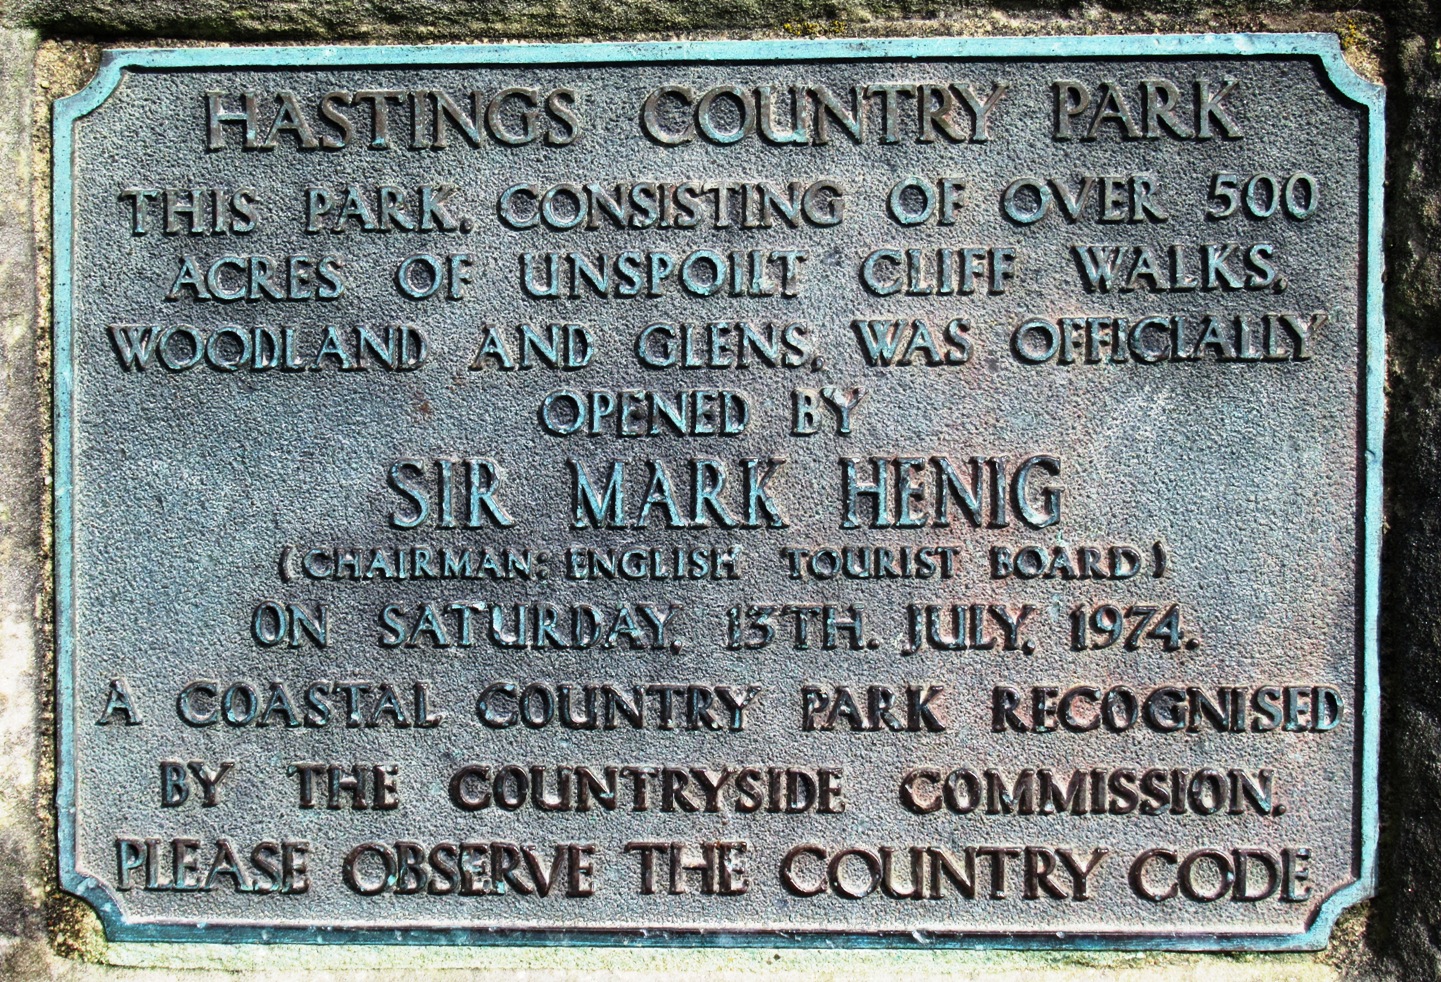 HASTINGS COUNTRY PARK
THIS PARK, CONSISTING OF OVER 500
ACRES OF UNSPOILT CLIFF WALKS,
WOODLAND AND GLENS, WAS OFFICIALLY
OPENED BY
SIR MARK HENIG
(CHAIRMAN: ENGLISH TOURIST BOARD)
ON SATURDAY, 13TH. JULY, 1974.
A COASTAL COUNTRY PARK RECOGNISED
BY THE COUNTRYSIDE COMMISSION.
PLEASE OBSERVE THE COUNTRY CODE